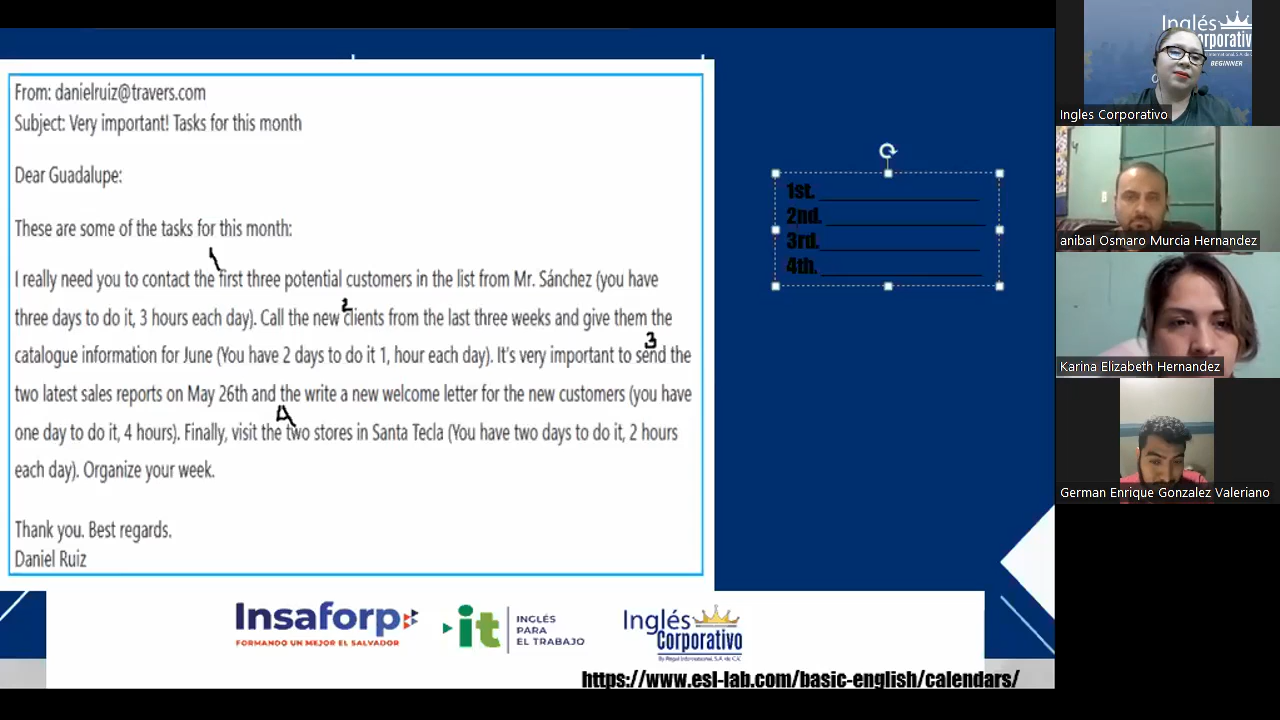 From: danielruiz@travers.com
Subject: Very important! Tasks for this month
Dear Guadalupe:
These are some of the tasks for this month:
1
I really need you to contact the first three potential customers in the list from Mr. Sánchez (you have
2
three days to do it, 3 hours each day). Call the new clients from the last three weeks and give them the
3
catalogue information for June (You have 2 days to do it 1, hour each day). It's very important to send the
two latest sales reports on May 26th and the write a new welcome letter for the new customers (you have
4
one day to do it, 4 hours). Finally, visit the two stores in Santa Tecla (You have two days to do it, 2 hours
each day). Organize your week.
Thank you. Best regards.
Daniel Ruiz
1st. _______________
2nd. _______________
3rd. _______________
4th. _______________
Insaforp
FORMANDO UN MEJOR EL SALVADOR
it
INGLÉS
PARA
EL TRABAJO
Inglés
Corporativo
https://www.esl-lab.com/basic-english/calendars/
Inglés
Corporativo
BEGINNER
Ingles Corporativo
anibal Osmaro Murcia Hernandez
Karina Elizabeth Hernandez
German Enrique Gonzalez Valeriano